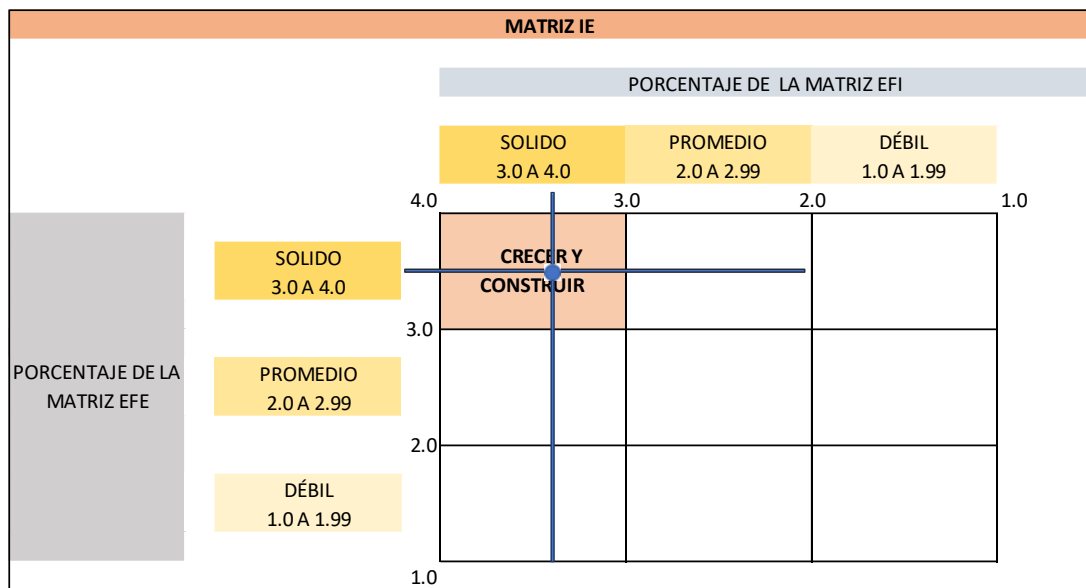 MATRIZ IE
PORCENTAJE DE LA MATRIZ EFI
SOLIDO
3.0 A 4.0
PROMEDIO
2.0 A 2.99
DÉBIL
1.0 A 1.99
4.0
3.0
2.0
1.0
SOLIDO
3.0 A 4.0
CRECER Y
CONSTRUIR
3.0
PORCENTAJE DE LA
MATRIZ EFE
PROMEDIO
2.0 A 2.99
2.0
DÉBIL
1.0 A 1.99
1.0